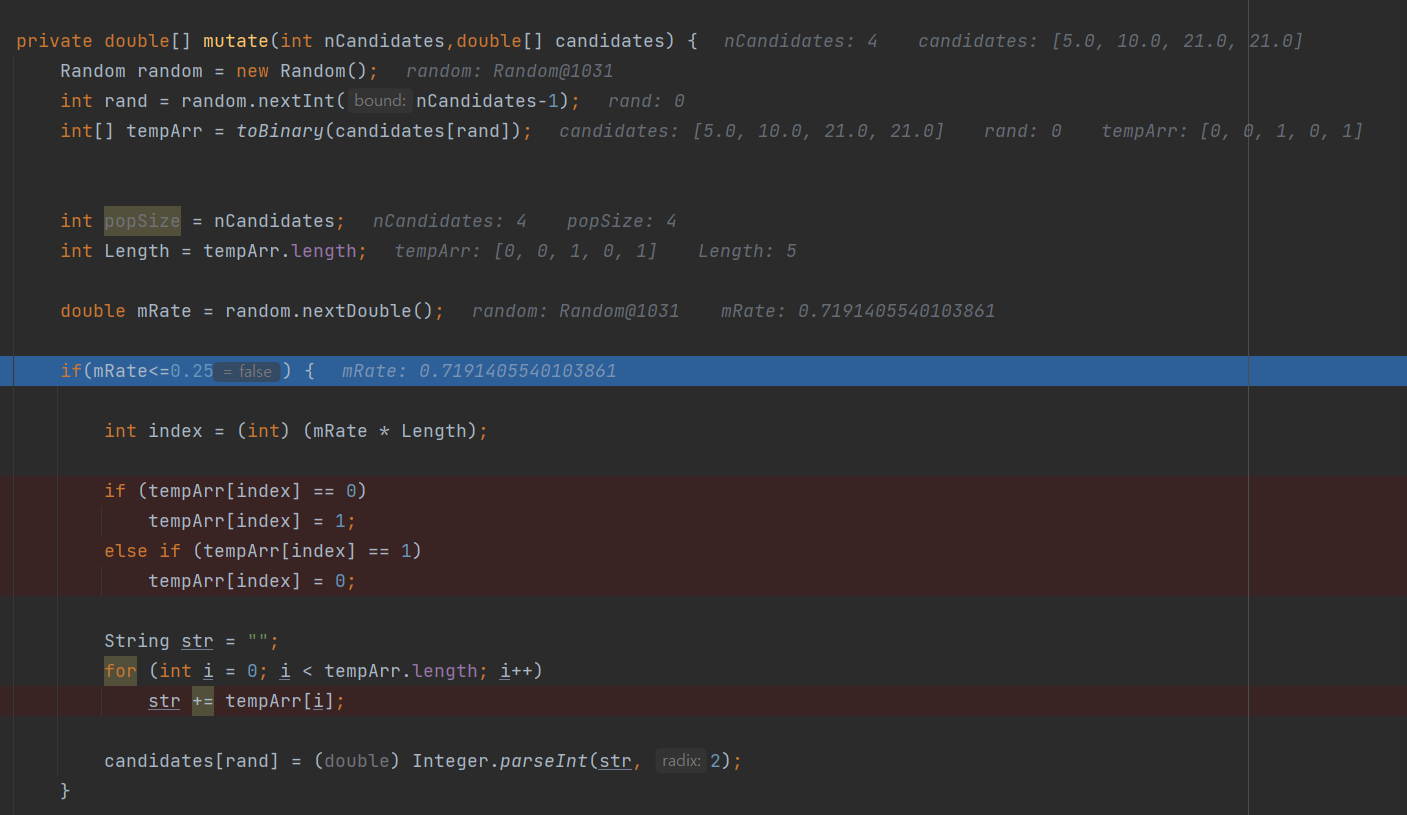 private double[] mutate(int nCandidates,double[] candidates) {   nCandidates: 4    candidates: [5.0, 10.0, 21.0, 21.0]
    Random random = new Random();   random: Random@1031
    int rand = random.nextInt( bound: nCandidates-1);   rand: 0
    int[] tempArr = toBinary(candidates[rand]);   candidates: [5.0, 10.0, 21.0, 21.0]    rand: 0    tempArr: [0, 0, 1, 0, 1]
    int popSize = nCandidates;   nCandidates: 4    popSize: 4
    int Length = tempArr.length;   tempArr: [0, 0, 1, 0, 1]    Length: 5
    double mRate = random.nextDouble();   random: Random@1031    mRate: 0.7191405540103861
    if(mRate<=0.25 = false ) {   mRate: 0.7191405540103861
        int index = (int) (mRate * Length);
        if (tempArr[index] == 0)
            tempArr[index] = 1;
        else if (tempArr[index] == 1)
            tempArr[index] = 0;
        String str = "";
        for (int i = 0; i < tempArr.length; i++)
            str += tempArr[i];
        candidates[rand] = (double) Integer.parseInt(str, radix: 2);
    }